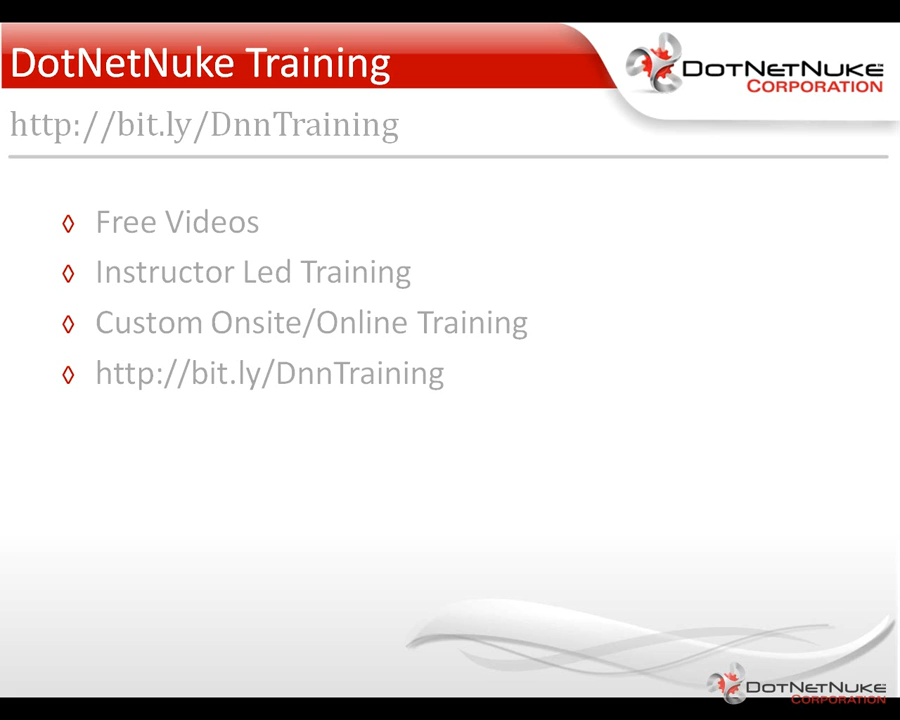 DotNetNuke Training
DotNetNuke
Corporation
http://bit.ly/DnnTraining
Free Videos
Instructor Led Training
Custom Onsite/Online Training
http://bit.ly/DnnTraining
DotNetNuke
Corporation